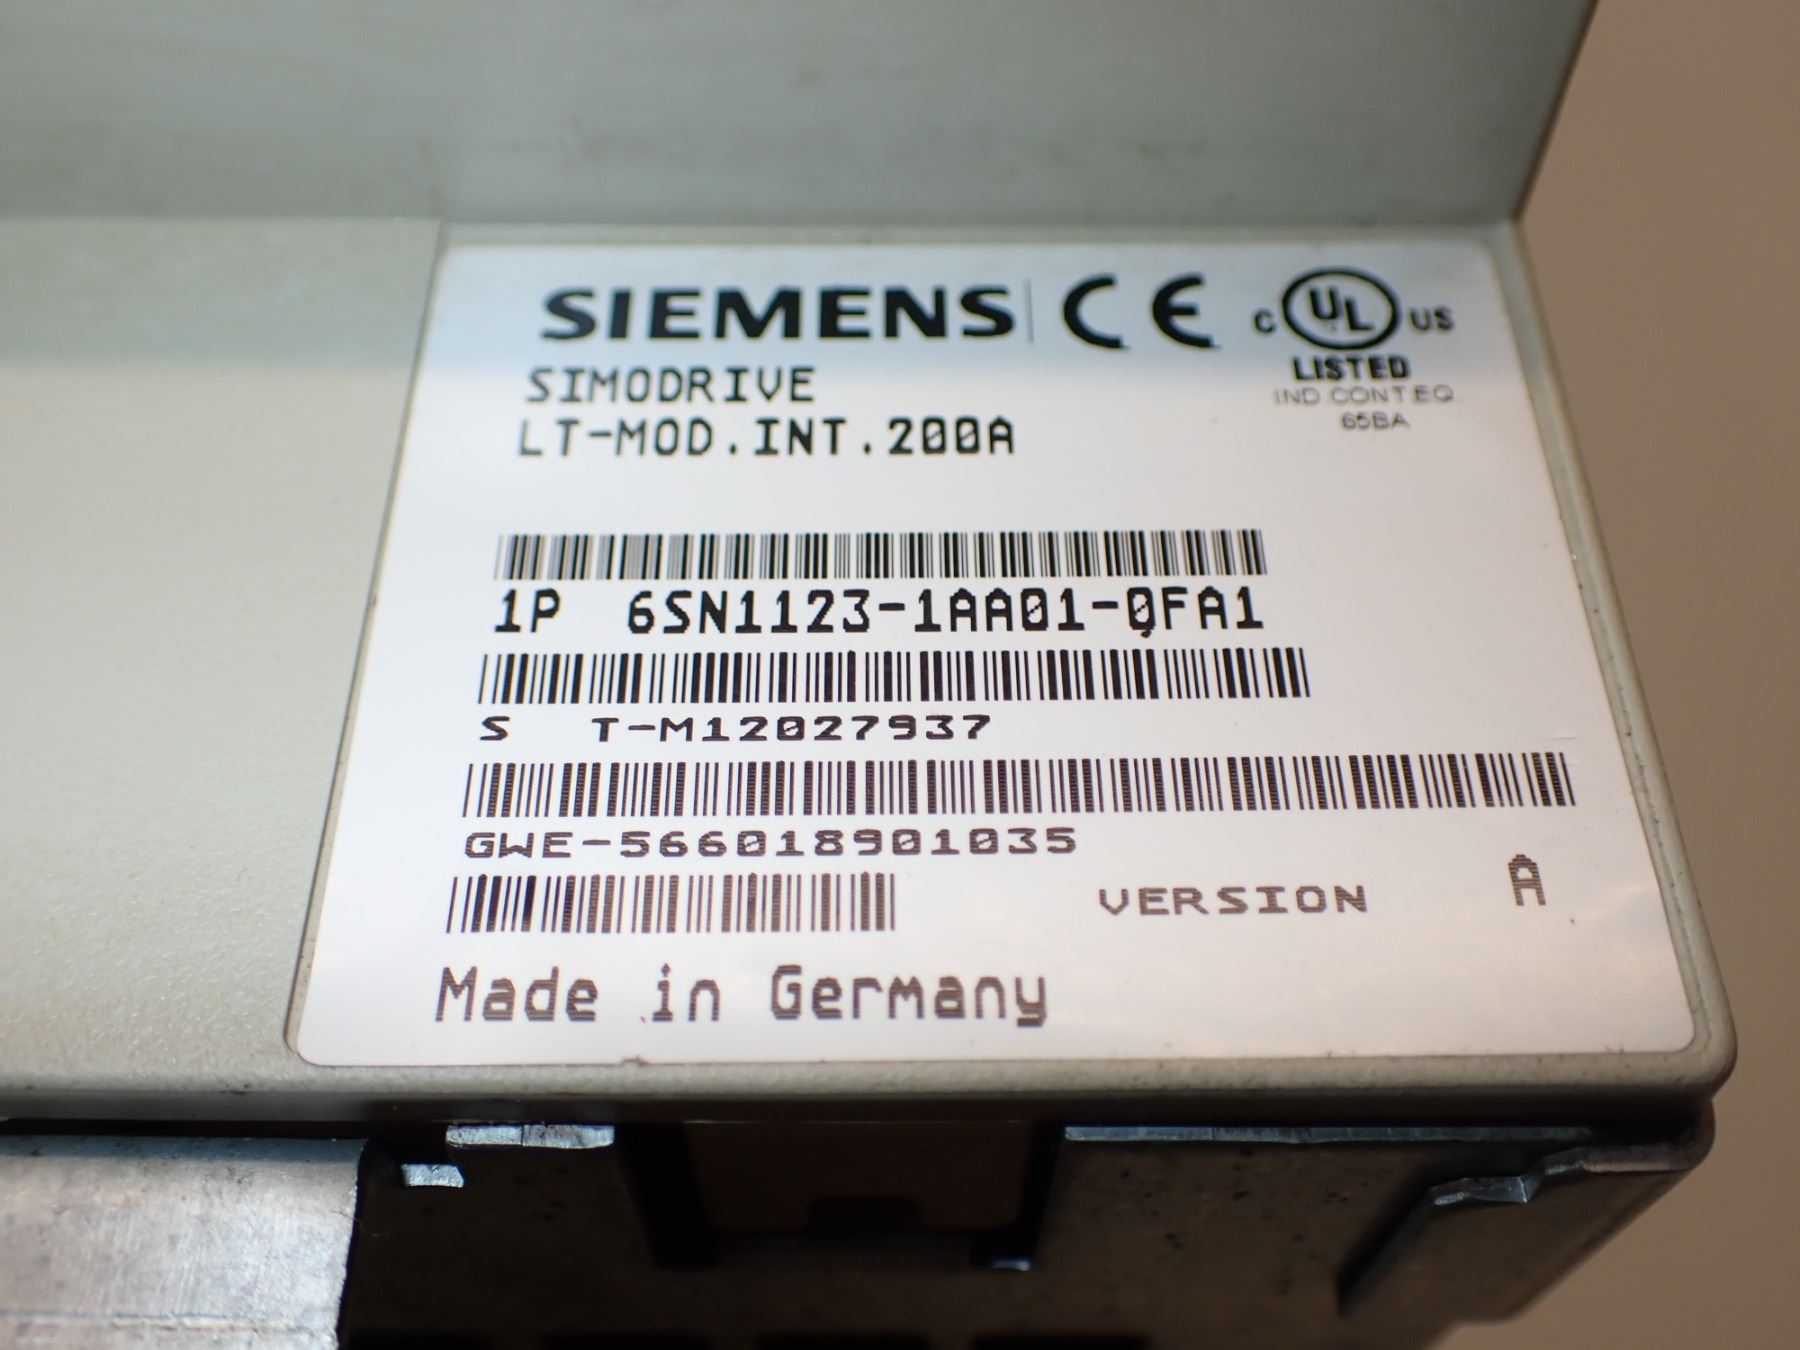 SIEMENS CE C UL US
LISTED
SIMODRIVE
IND CONT.EQ.
LT-MOD.INT.200A
65BA
1P 6SN1123-1AA01-0FA1
S T-M12027937
GWE-566018901035
VERSION A
Made in Germany